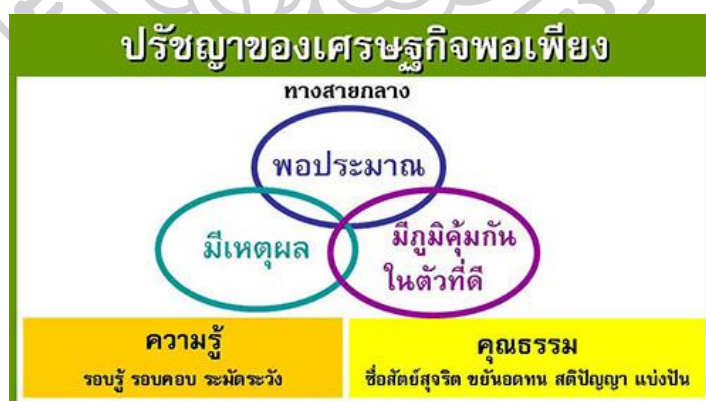 ปรัชญาของเศรษฐกิจพอเพียง
ทางสายกลาง
พอประมาณ
มีเหตุผล
มีภูมิคุ้มกัน
ในตัวที่ดี
ความรู้
รอบรู้ รอบคอบ ระมัดระวัง
คุณธรรม
ซื่อสัตย์สุจริต ขยันอดทน สติปัญญา แบ่งปัน